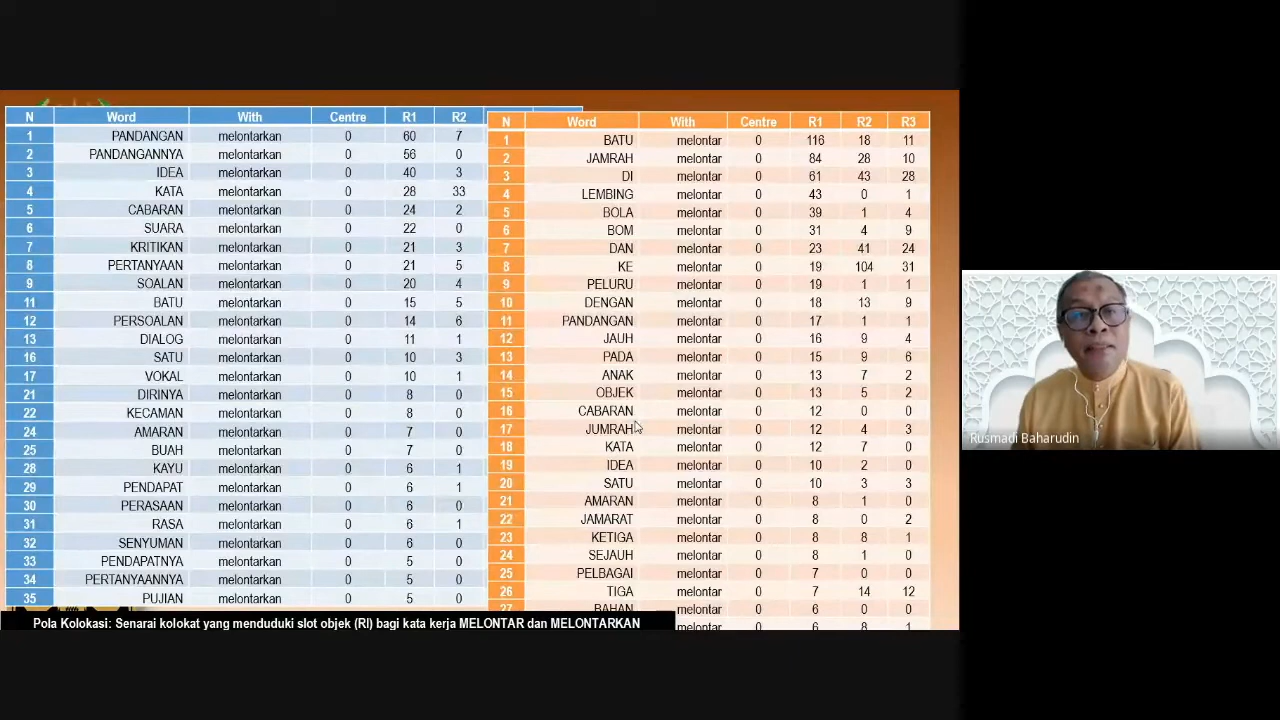 N Word With Centre R1 R2
1 PANDANGAN melontarkan 0 60 7
2 PANDANGANNYA melontarkan 0 56 0
3 IDEA melontarkan 0 40 3
4 KATA melontarkan 0 28 33
5 CABARAN melontarkan 0 24 2
6 SUARA melontarkan 0 22 0
7 KRITIKAN melontarkan 0 21 3
8 PERTANYAAN melontarkan 0 21 5
9 SOALAN melontarkan 0 20 4
11 BATU melontarkan 0 15 5
12 PERSOALAN melontarkan 0 14 6
13 DIALOG melontarkan 0 11 1
16 SATU melontarkan 0 10 3
17 VOKAL melontarkan 0 10 1
21 DIRINYA melontarkan 0 8 0
22 KECAMAN melontarkan 0 8 0
24 AMARAN melontarkan 0 7 0
25 BUAH melontarkan 0 7 0
28 KAYU melontarkan 0 6 1
29 PENDAPAT melontarkan 0 6 1
30 PERASAAN melontarkan 0 6 0
31 RASA melontarkan 0 6 1
32 SENYUMAN melontarkan 0 6 0
33 PENDAPATNYA melontarkan 0 5 0
34 PERTANYAANNYA melontarkan 0 5 0
35 PUJIAN melontarkan 0 5 0
N Word With Centre R1 R2 R3
1 BATU melontar 0 116 18 11
2 JAMRAH melontar 0 84 28 10
3 DI melontar 0 61 43 28
4 LEMBING melontar 0 43 0 1
5 BOLA melontar 0 39 1 4
6 BOM melontar 0 31 4 9
7 DAN melontar 0 23 41 24
8 KE melontar 0 19 104 31
9 PELURU melontar 0 19 1 1
10 DENGAN melontar 0 18 13 9
11 PANDANGAN melontar 0 17 1 1
12 JAUH melontar 0 16 9 4
13 PADA melontar 0 15 9 6
14 ANAK melontar 0 13 7 2
15 OBJEK melontar 0 13 5 2
16 CABARAN melontar 0 12 0 0
17 JUMRAH melontar 0 12 4 3
18 KATA melontar 0 12 7 0
19 IDEA melontar 0 10 2 0
20 SATU melontar 0 10 3 3
21 AMARAN melontar 0 8 1 0
22 JAMARAT melontar 0 8 0 2
23 KETIGA melontar 0 8 8 1
24 SEJAUH melontar 0 8 1 0
25 PELBAGAI melontar 0 7 0 0
26 TIGA melontar 0 7 14 12
27 BAHAN melontar 0 6 0 0
melontar 0 6 8 1
Pola Kolokasi: Senarai kolokat yang menduduki slot objek (RI) bagi kata kerja MELONTAR dan MELONTARKAN
Rusmadi Baharudin